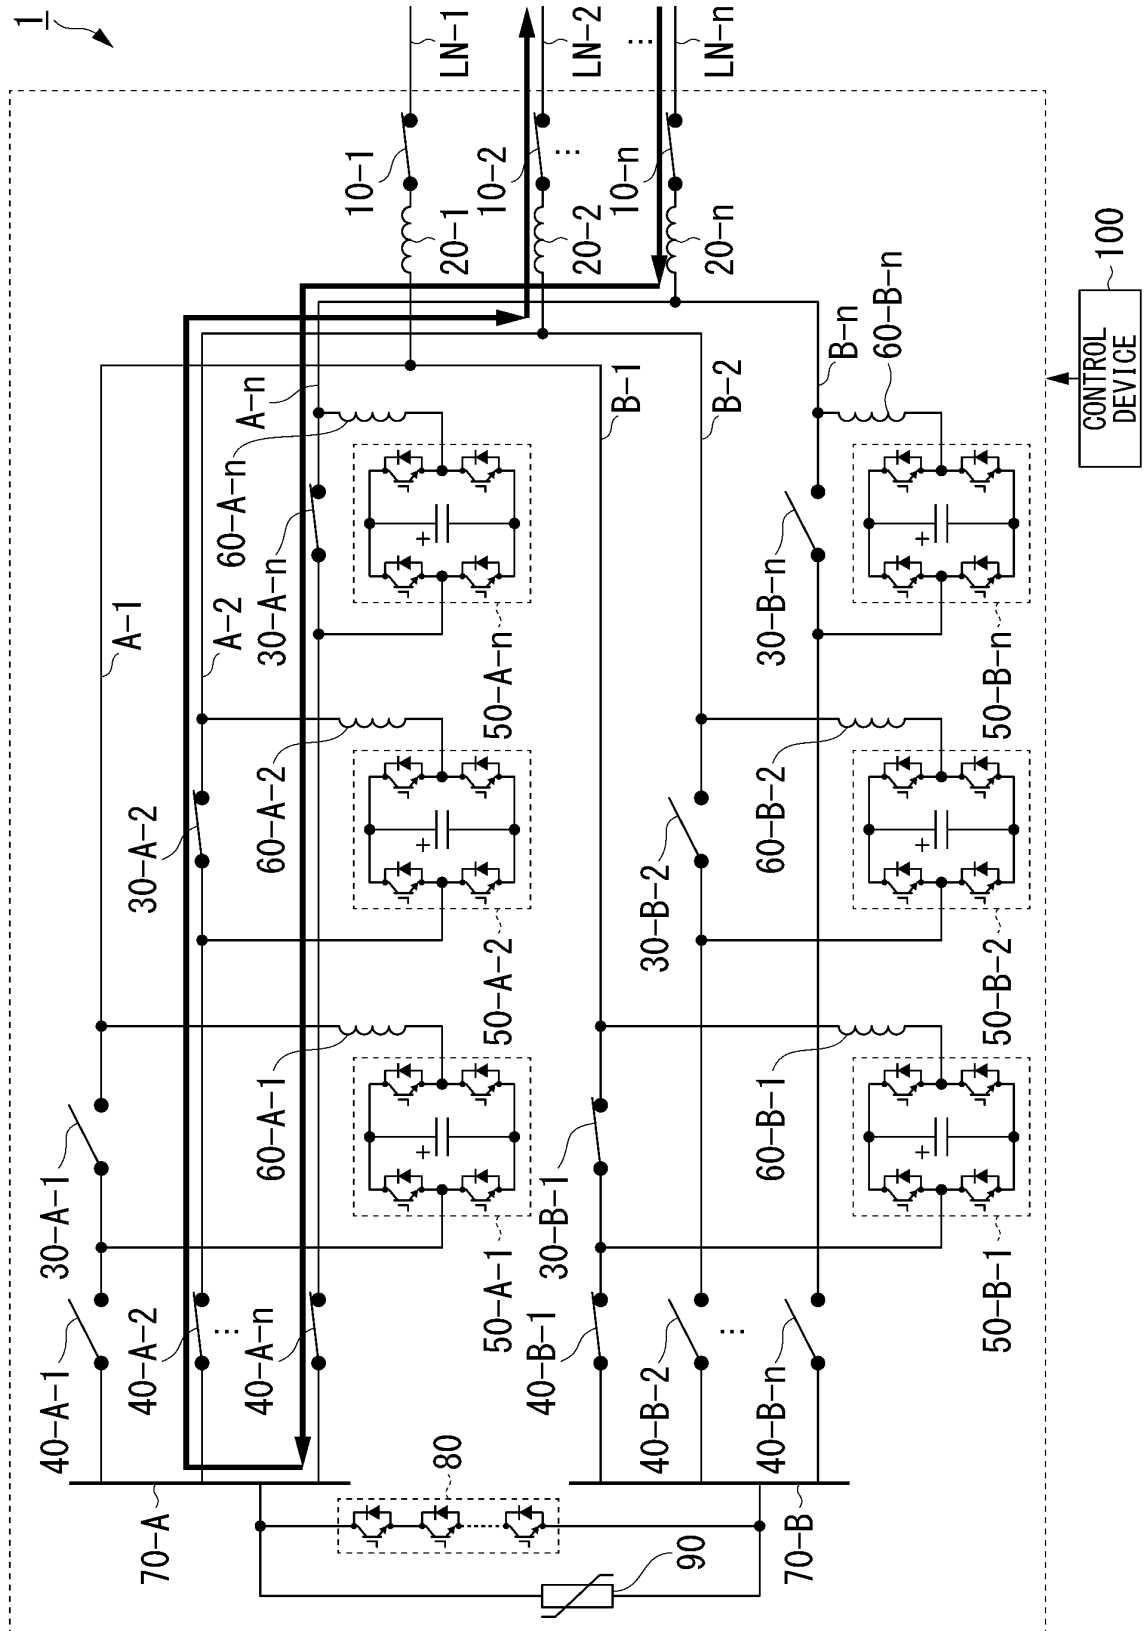 1
LN-1
LN-2
⋮
LN-n
10-1
10-2
⋮
10-n
20-1
20-2
20-n
100
CONTROL
DEVICE
A-n
B-1
B-2
B-n
60-B-n
60-A-n
30-A-n
A-1
A-2
+
50-A-n
30-B-n
+
50-B-n
30-A-2
60-A-2
+
50-A-2
30-B-2
60-B-2
+
50-B-2
30-A-1
60-A-1
+
50-A-1
30-B-1
60-B-1
+
50-B-1
40-A-1
40-A-2
⋮
40-A-n
40-B-1
40-B-2
⋮
40-B-n
70-A
80
90
70-B